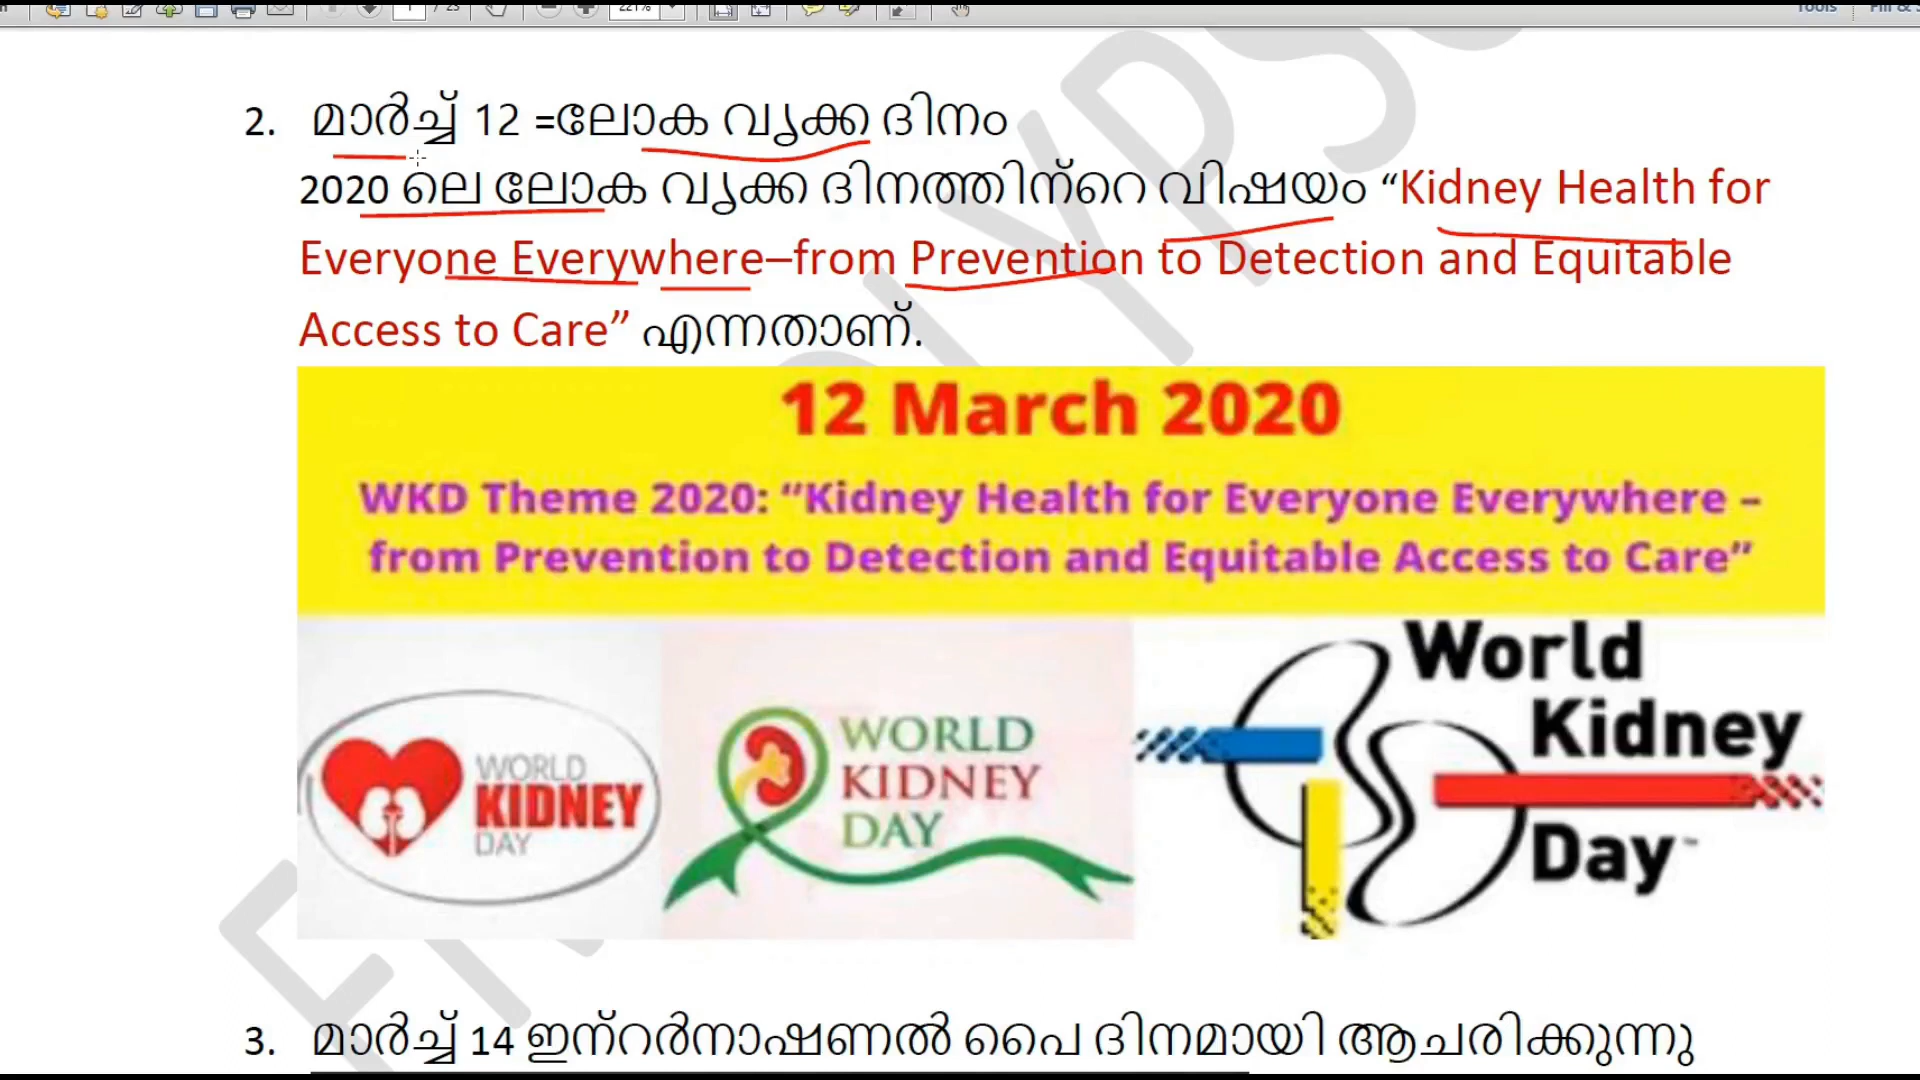 2. മാർച്ച് 12 =ലോക വൃക്ക ദിനം
2020 ലെ ലോക വൃക്ക ദിനത്തിന്റെ വിഷയം “Kidney Health for
Everyone Everywhere–from Prevention to Detection and Equitable
Access to Care” എന്നതാണ്.
12 March 2020
WKD Theme 2020: “Kidney Health for Everyone Everywhere –
from Prevention to Detection and Equitable Access to Care”
WORLD
KIDNEY
DAY
WORLD
KIDNEY
DAY
World
Kidney
Day
3. മാർച്ച് 14 ഇന്റർനാഷണൽ പൈ ദിനമായി ആചരിക്കുന്നു